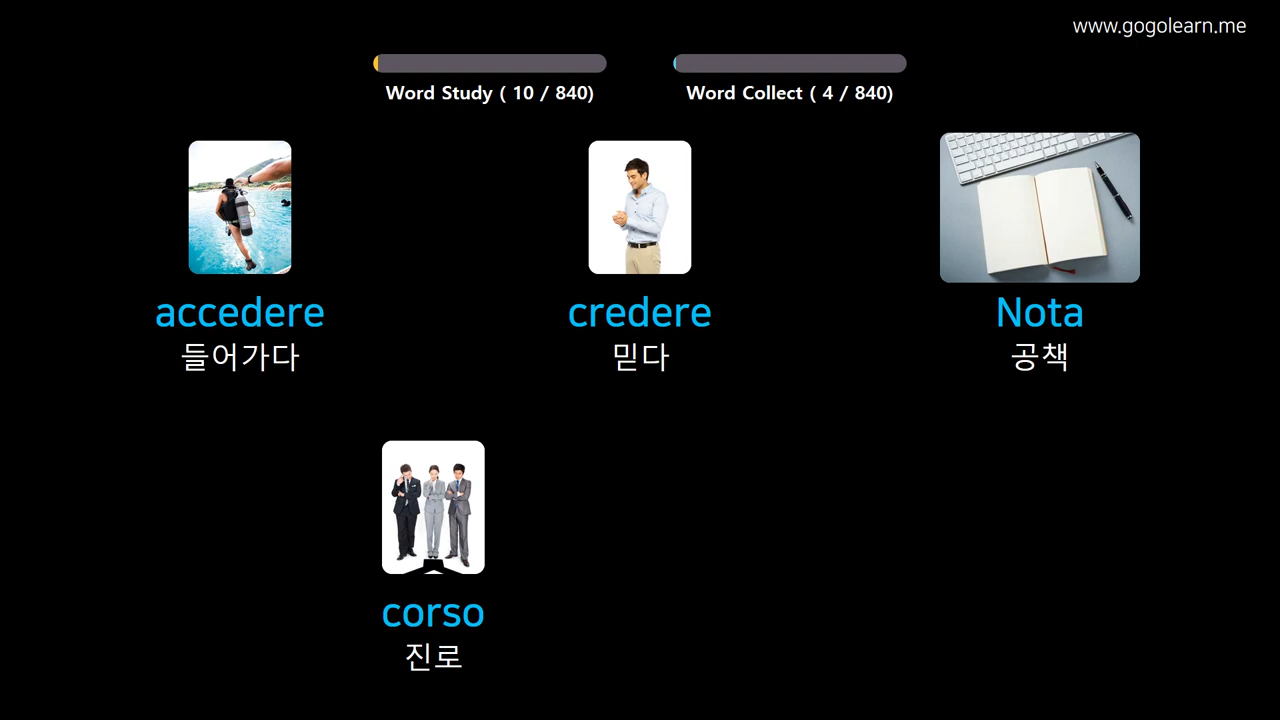 www.gogolearn.me
Word Study ( 10 / 840)
Word Collect ( 4 / 840)
accedere
들어가다
credere
믿다
Nota
공책
corso
진로